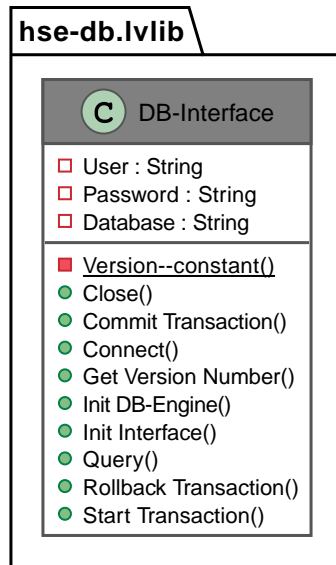 hse-db.lvlib
C DB-Interface
User : String
Password : String
Database : String
Version--constant()
Close()
Commit Transaction()
Connect()
Get Version Number()
Init DB-Engine()
Init Interface()
Query()
Rollback Transaction()
Start Transaction()